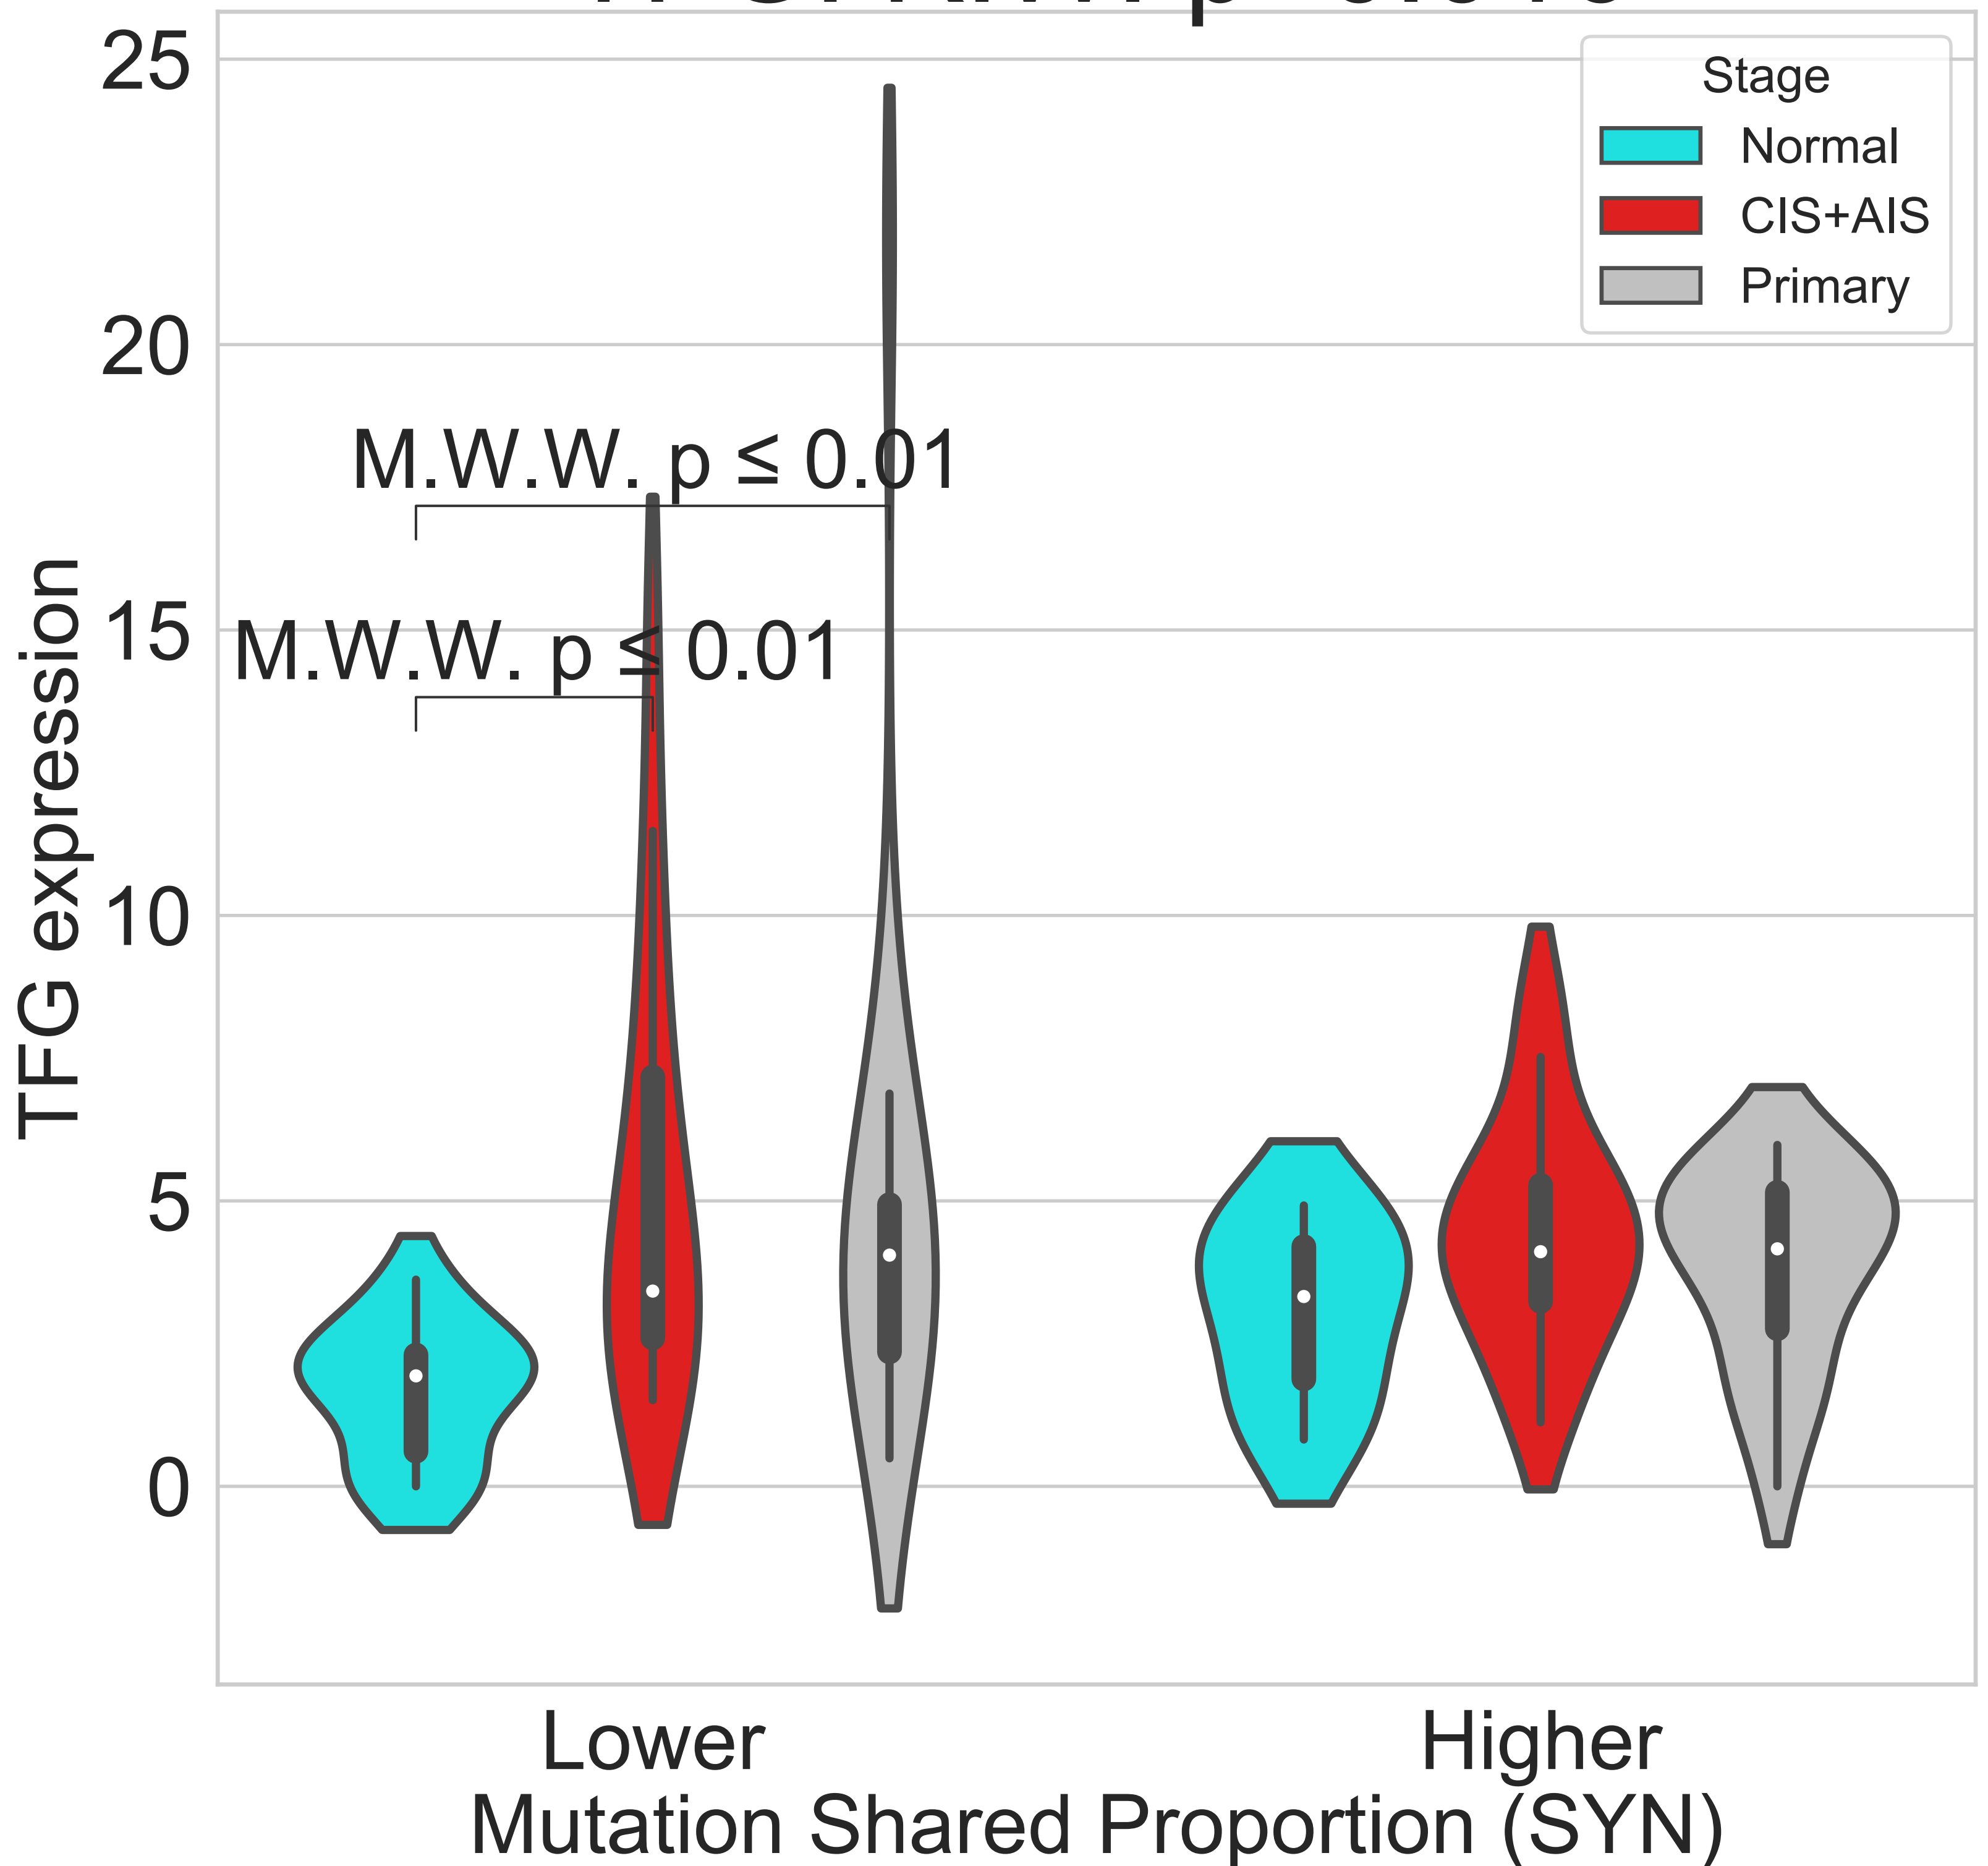 25
20
15
10
5
0
TFG expression
Stage
Normal
CIS+AIS
Primary
M.W.W. p ≤ 0.01
M.W.W. p ≤ 0.01
Lower
Higher
Mutation Shared Proportion (SYN)